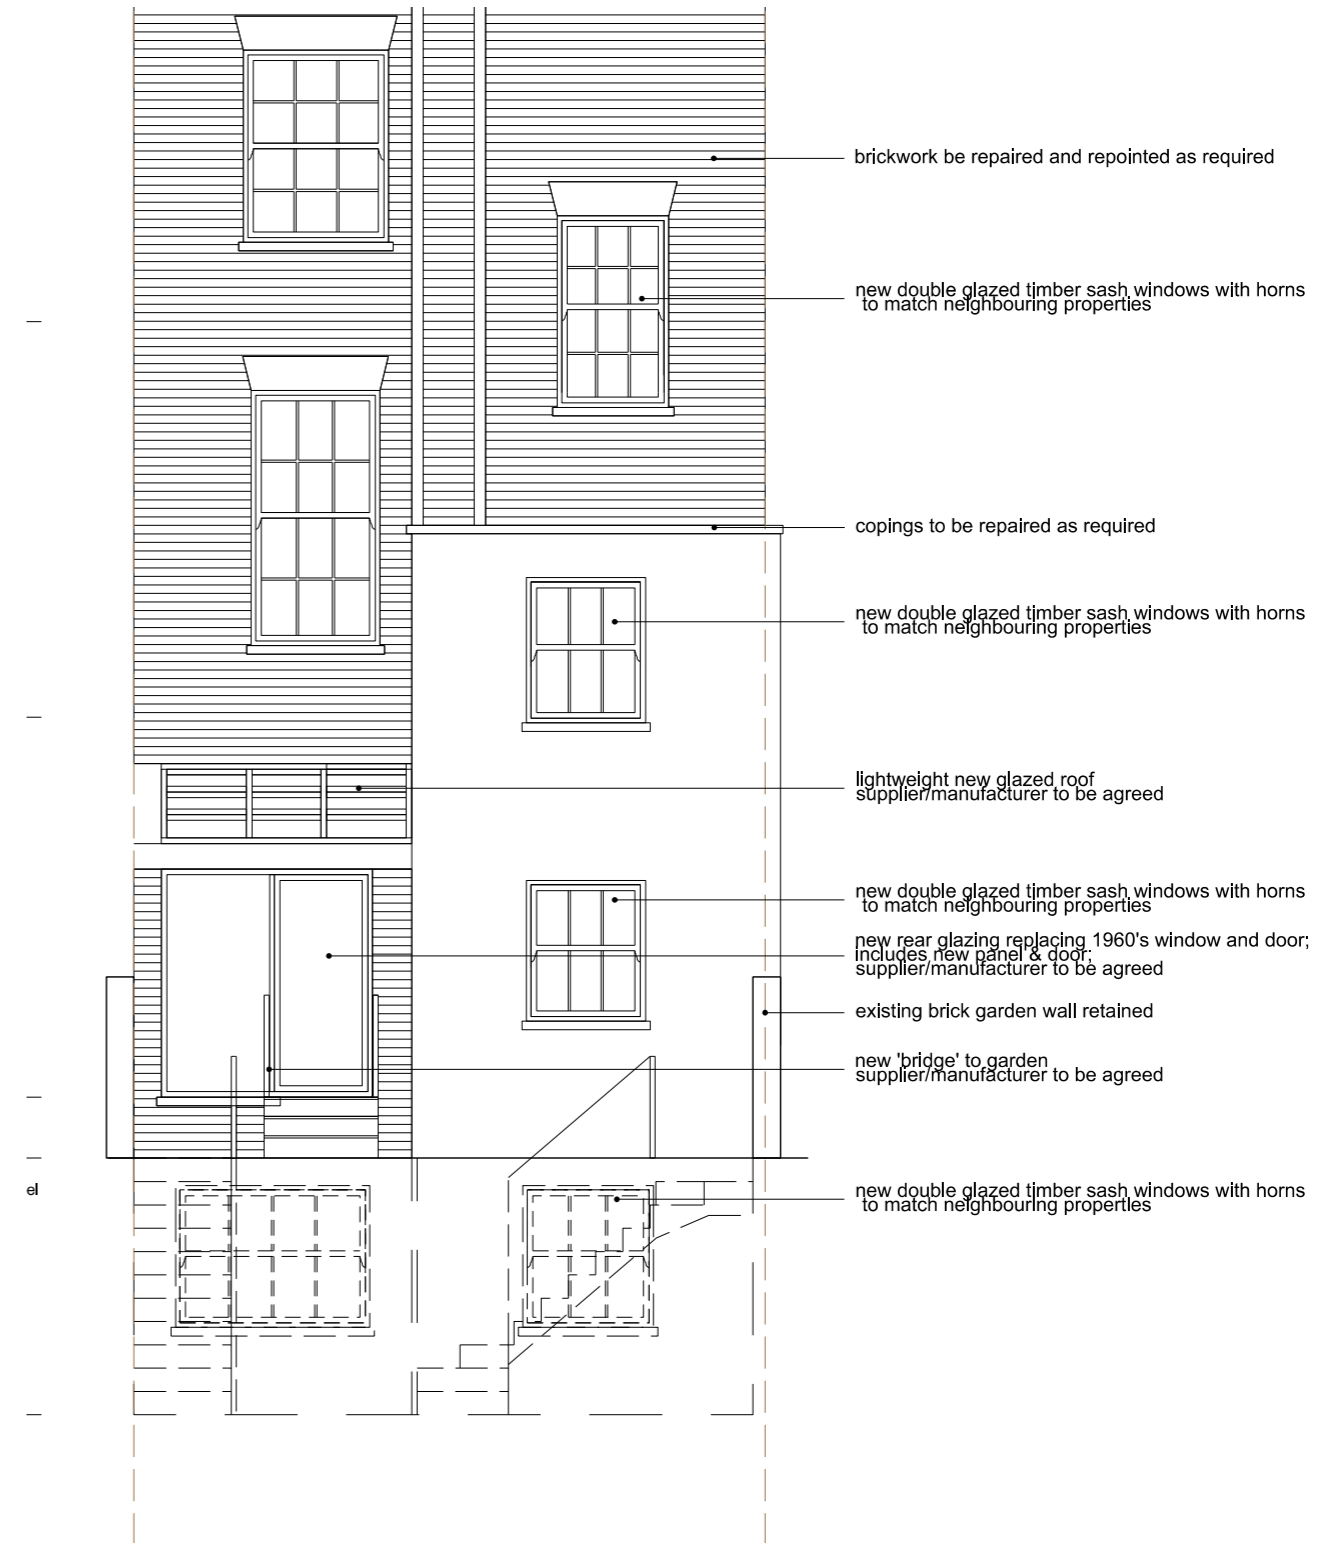 brickwork be repaired and repointed as required
new double glazed timber sash windows with horns
to match neighbouring properties
copings to be repaired as required
new double glazed timber sash windows with horns
to match neighbouring properties
lightweight new glazed roof
supplier/manufacturer to be agreed
new double glazed timber sash windows with horns
to match neighbouring properties
new rear glazing replacing 1960's window and door;
includes new panel & door;
supplier/manufacturer to be agreed
existing brick garden wall retained
new 'bridge' to garden
supplier/manufacturer to be agreed
el
new double glazed timber sash windows with horns
to match neighbouring properties